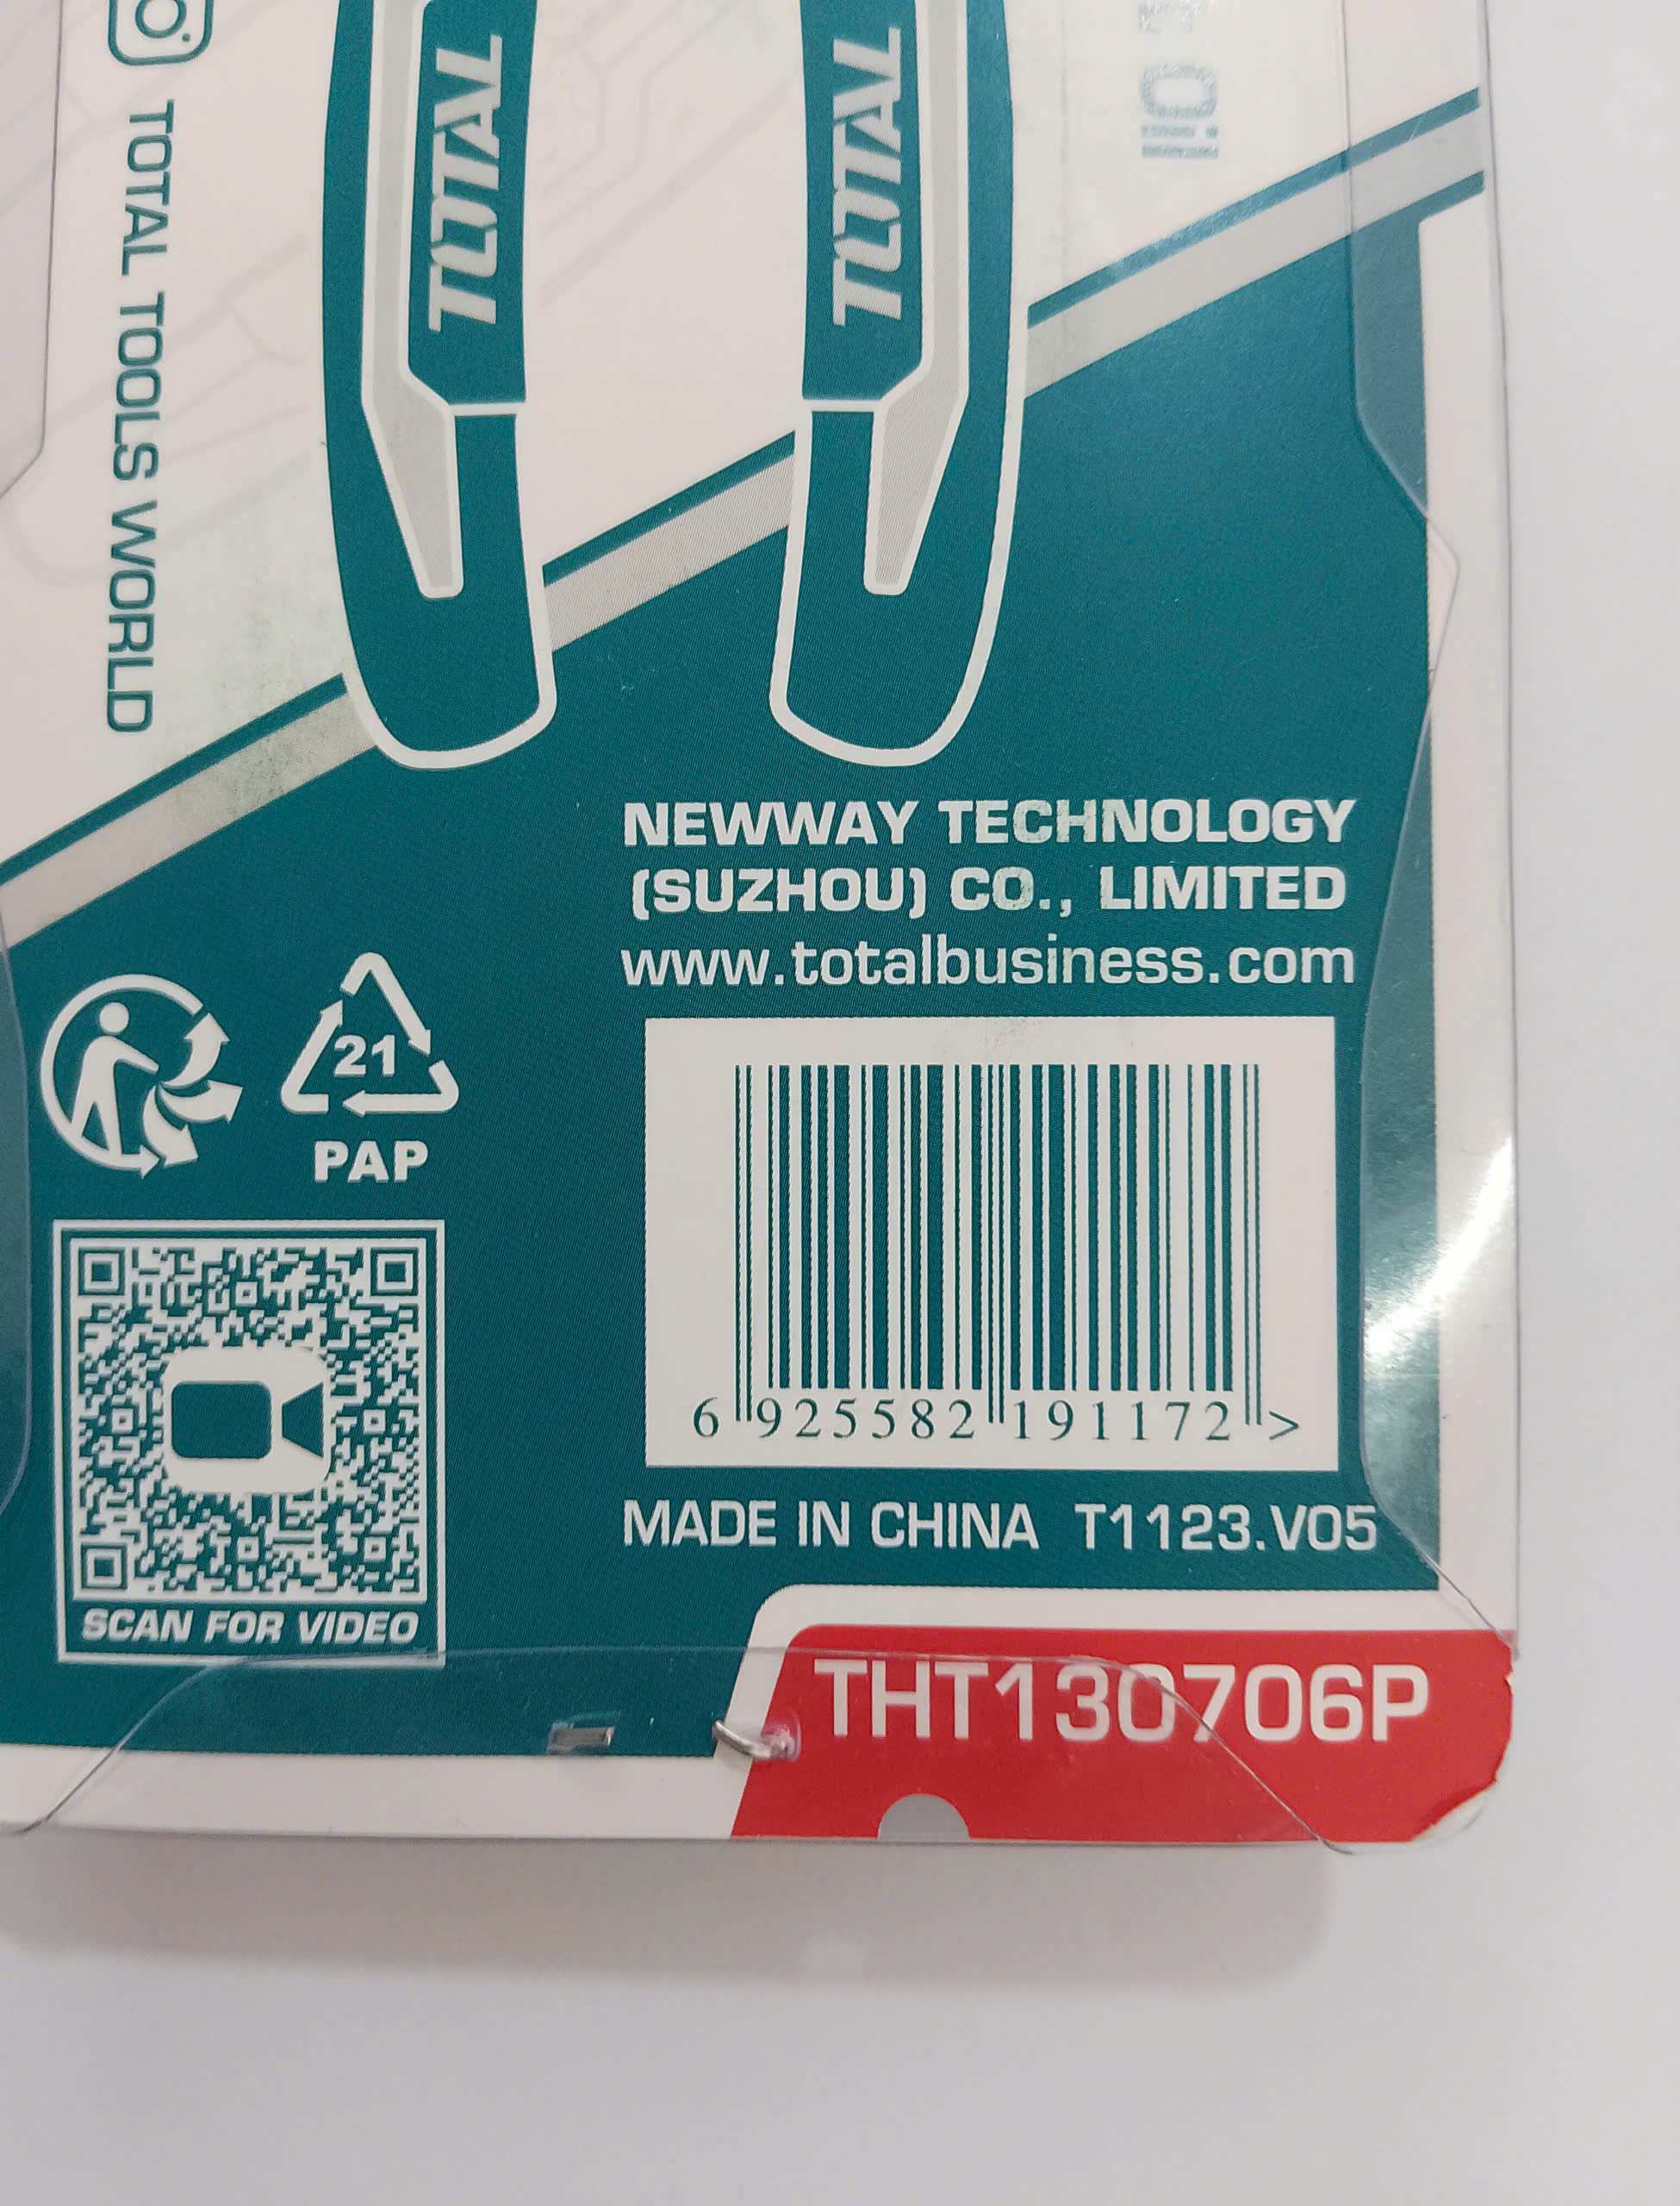 TOTAL TOOLS WORLD
TOTAL
TOTAL
NEWWAY TECHNOLOGY
(SUZHOU) CO., LIMITED
www.totalbusiness.com
21
PAP
6 925582 191172 >
SCAN FOR VIDEO
MADE IN CHINA T1123.V05
THT130706P